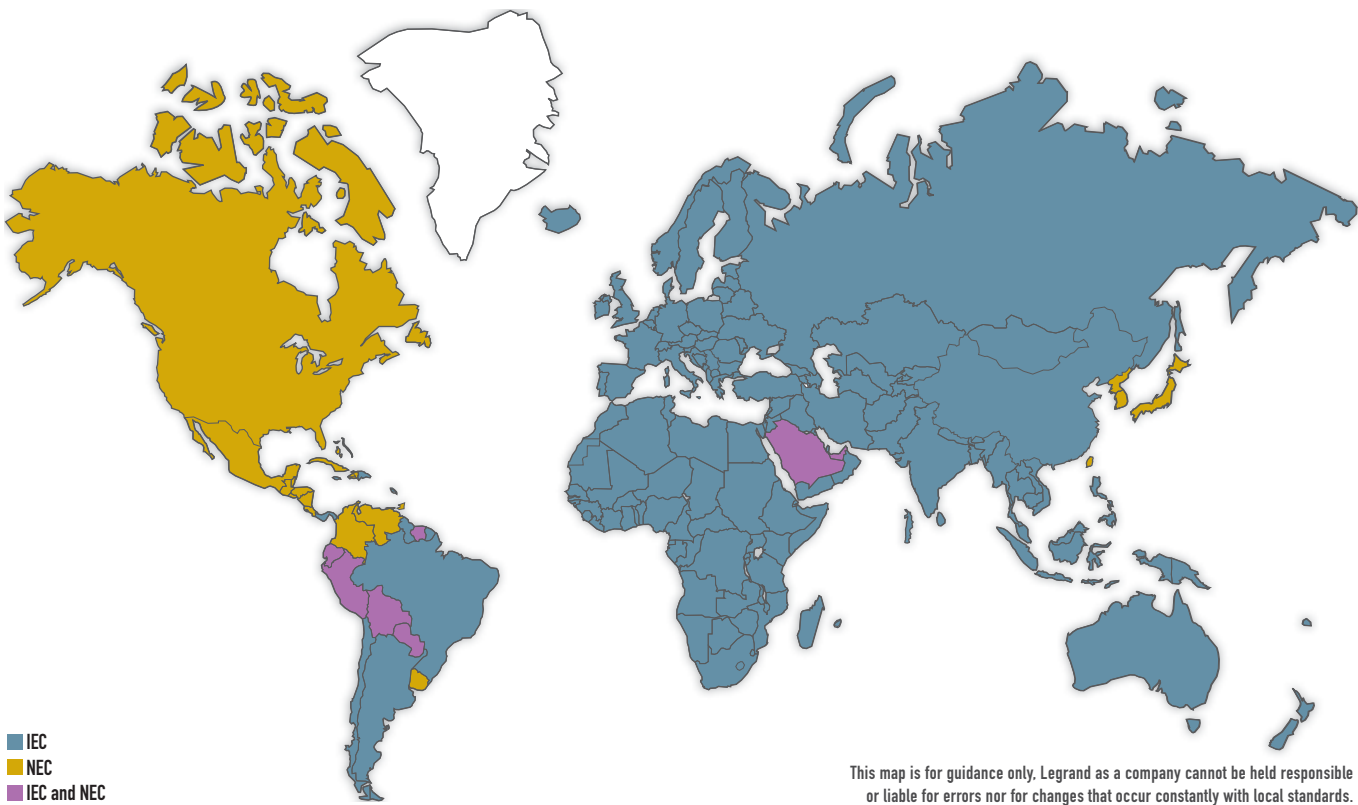 IEC
NEC
IEC and NEC
This map is for guidance only, Legrand as a company cannot be held responsible
or liable for errors nor for changes that occur constantly with local standards.